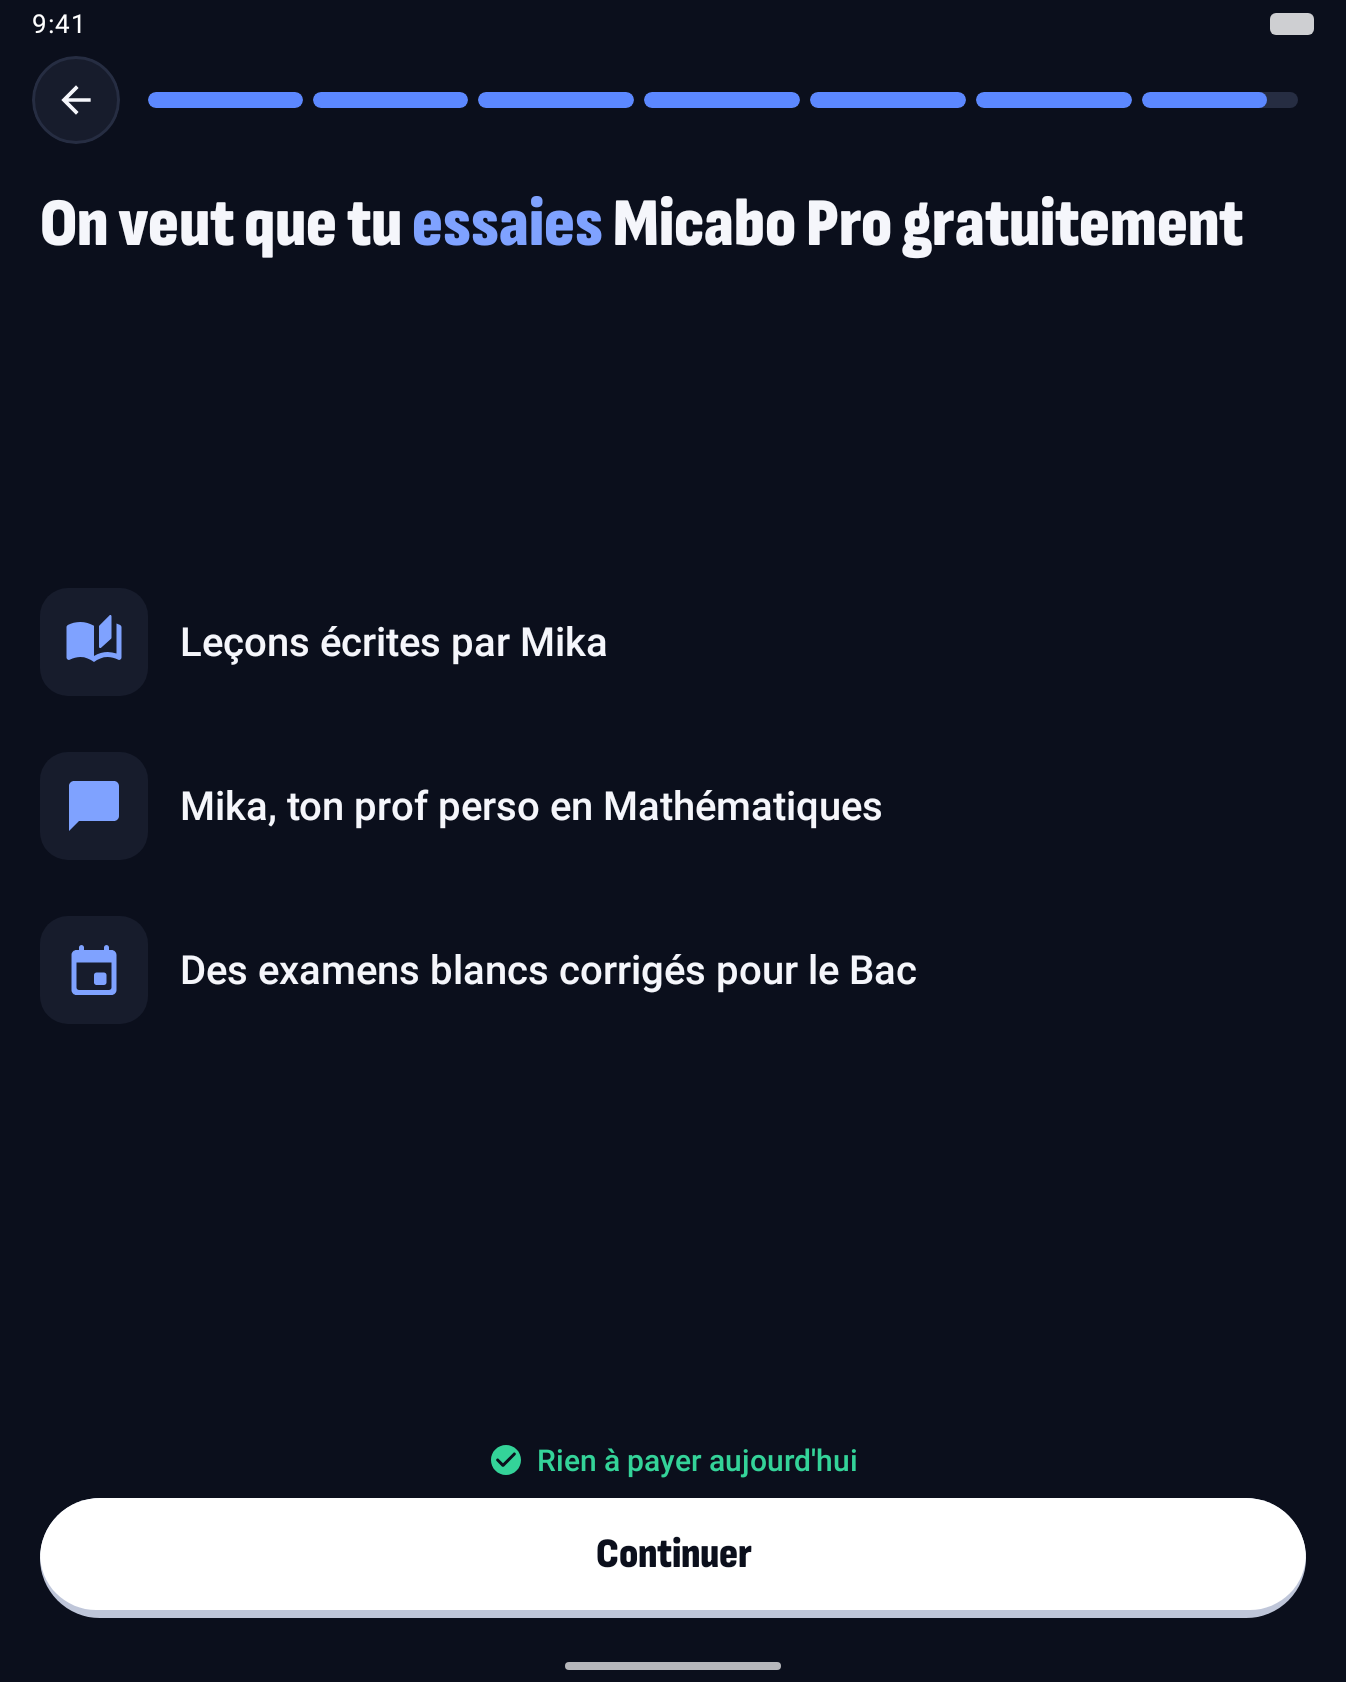 9:41
On veut que tu essaies Micabo Pro gratuitement
Leçons écrites par Mika
Mika, ton prof perso en Mathématiques
Des examens blancs corrigés pour le Bac
Rien à payer aujourd'hui
Continuer